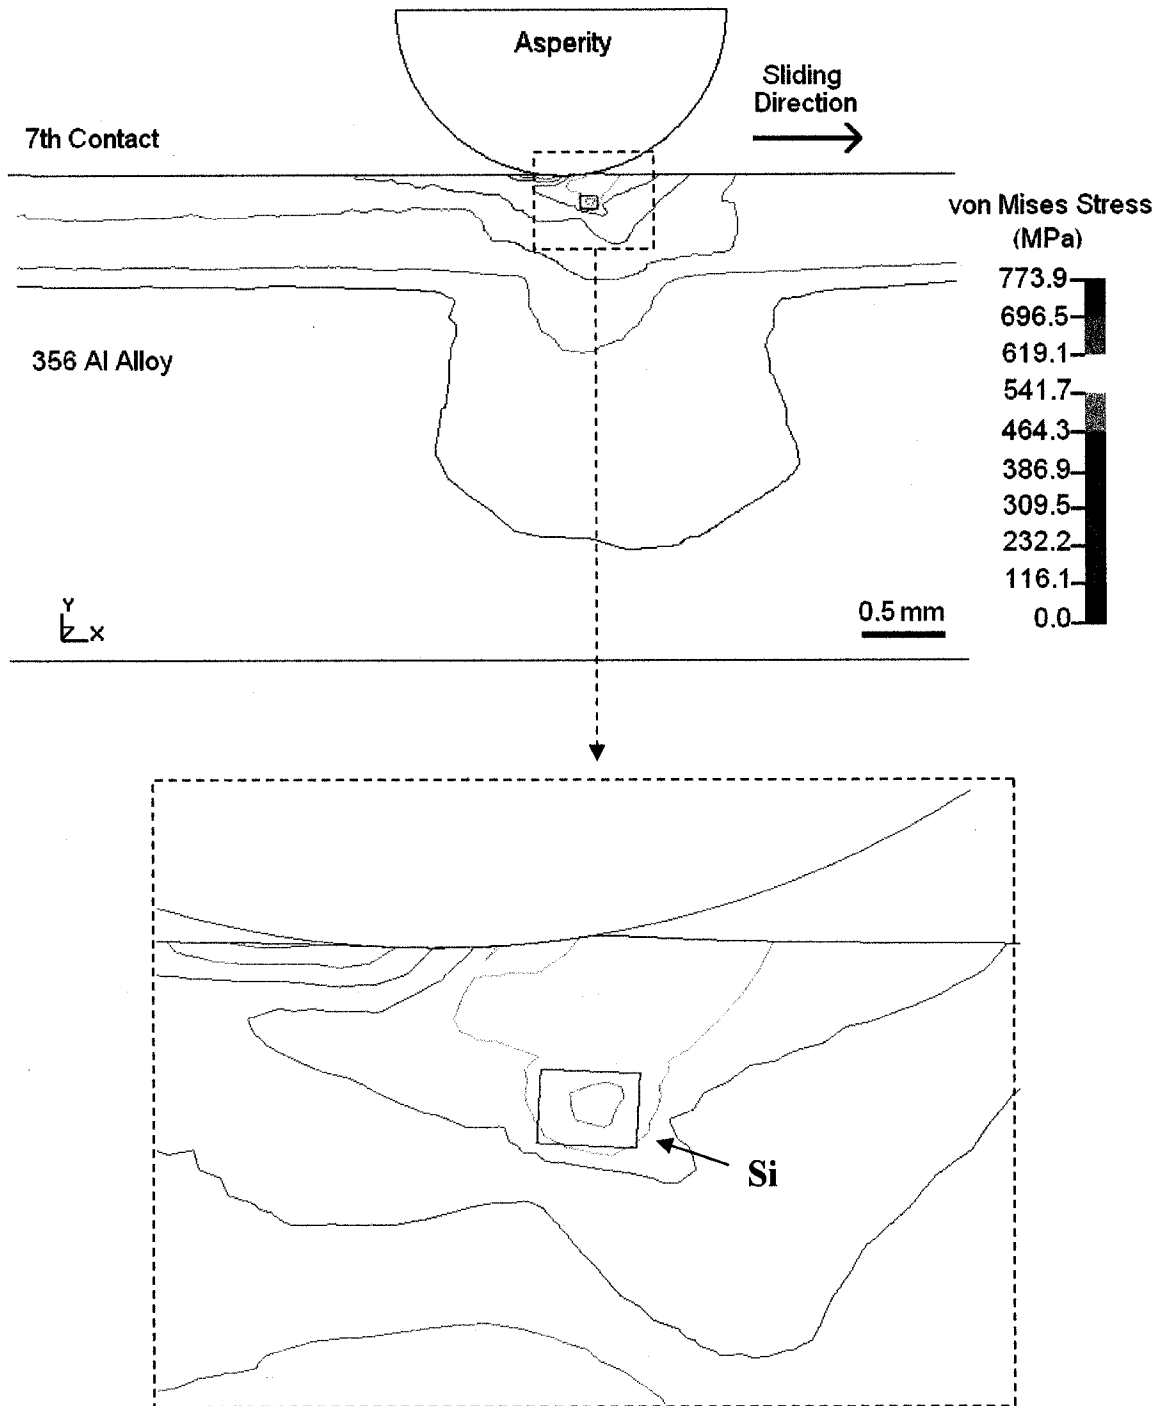 Asperity
Sliding
Direction
7th Contact
von Mises Stress
(MPa)
773.9
696.5
619.1
541.7
464.3
386.9
309.5
232.2
116.1
0.0
356 Al Alloy
Y
Z X
0.5 mm
Si